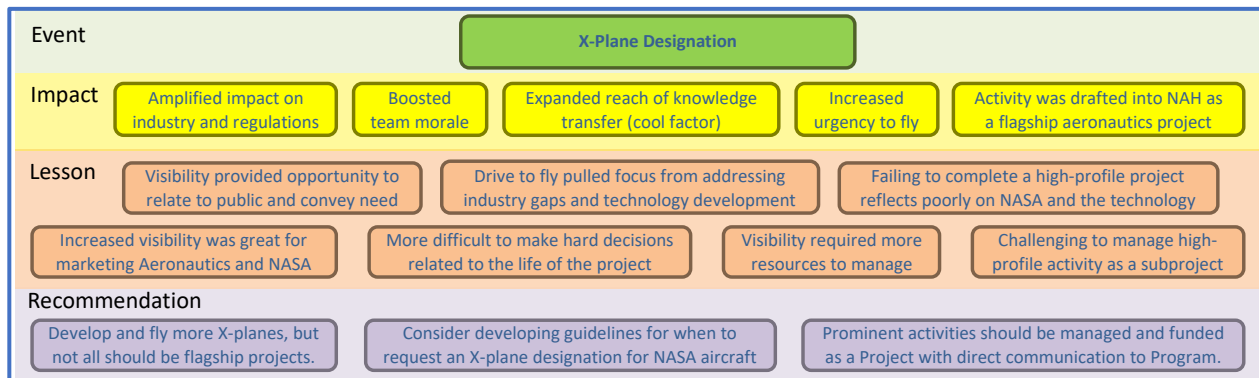 Event
X-Plane Designation
Impact
Amplified impact on
industry and regulations
Boosted
team morale
Expanded reach of knowledge
transfer (cool factor)
Increased
urgency to fly
Activity was drafted into NAH as
a flagship aeronautics project
Lesson
Visibility provided opportunity to
relate to public and convey need
Drive to fly pulled focus from addressing
industry gaps and technology development
Failing to complete a high-profile project
reflects poorly on NASA and the technology
Increased visibility was great for
marketing Aeronautics and NASA
More difficult to make hard decisions
related to the life of the project
Visibility required more
resources to manage
Challenging to manage high-
profile activity as a subproject
Recommendation
Develop and fly more X-planes, but
not all should be flagship projects.
Consider developing guidelines for when to
request an X-plane designation for NASA aircraft
Prominent activities should be managed and funded
as a Project with direct communication to Program.